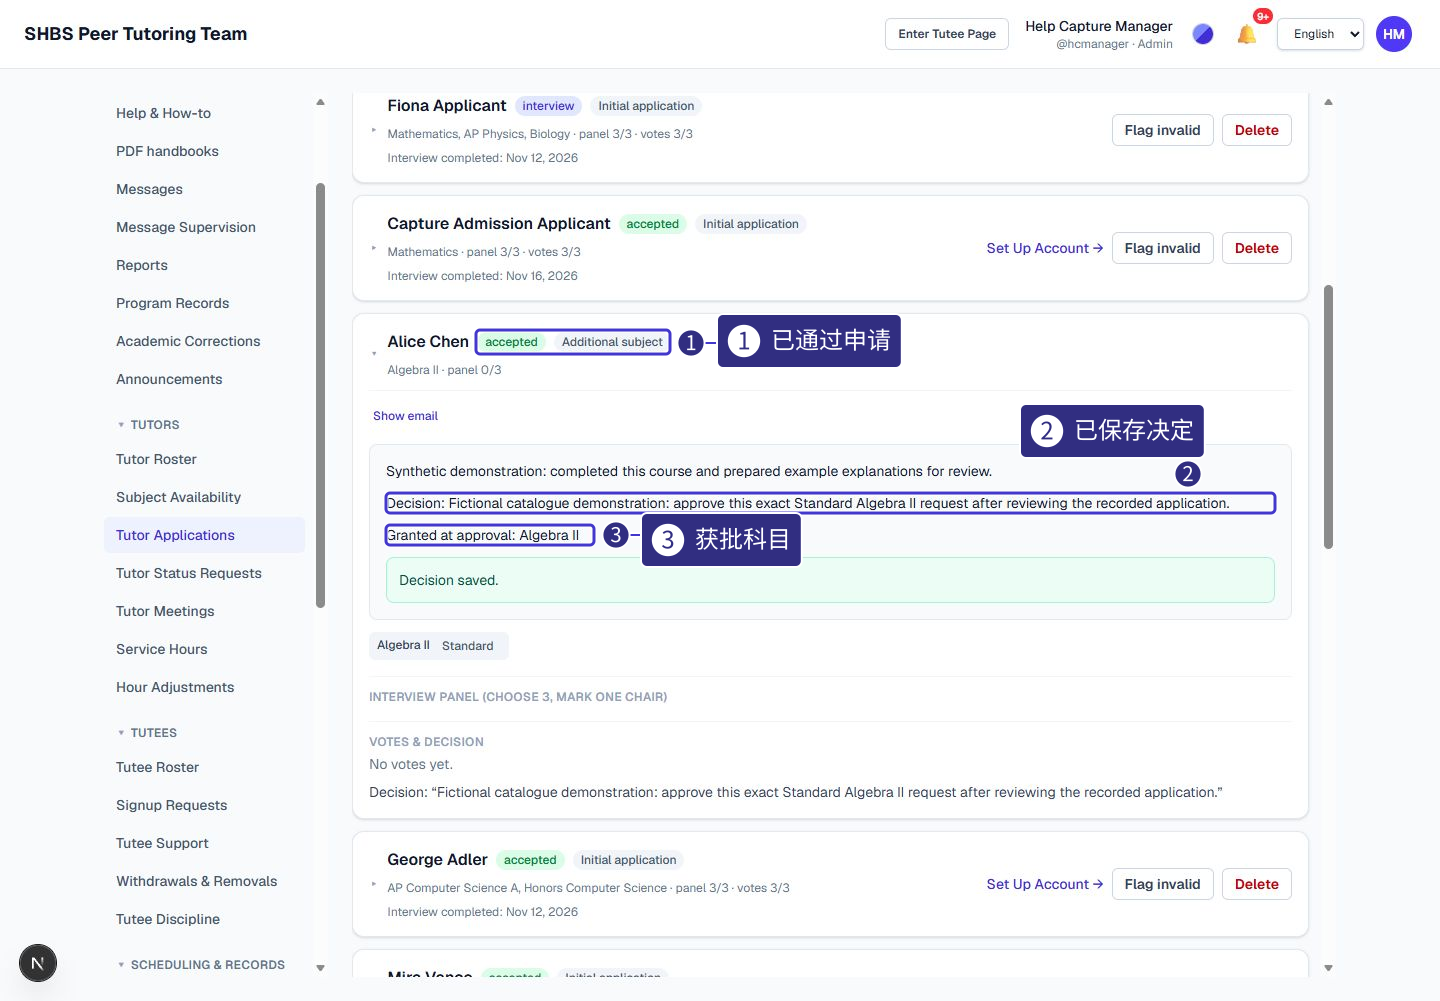 SHBS Peer Tutoring Team
Enter Tutee Page
Help Capture Manager
@hcmanager · Admin
9+
English
HM
Help & How-to
PDF handbooks
Messages
Message Supervision
Reports
Program Records
Academic Corrections
Announcements
TUTORS
Tutor Roster
Subject Availability
Tutor Applications
Tutor Status Requests
Tutor Meetings
Service Hours
Hour Adjustments
TUTEES
Tutee Roster
Signup Requests
Tutee Support
Withdrawals & Removals
Tutee Discipline
SCHEDULING & RECORDS
N
Fiona Applicant interview Initial application
Mathematics, AP Physics, Biology · panel 3/3 · votes 3/3
Interview completed: Nov 12, 2026
Flag invalid Delete
Capture Admission Applicant accepted Initial application
Mathematics · panel 3/3 · votes 3/3
Interview completed: Nov 16, 2026
Set Up Account → Flag invalid Delete
Alice Chen accepted Additional subject 1 1 已通过申请
Algebra II · panel 0/3
Show email
2 已保存决定
Synthetic demonstration: completed this course and prepared example explanations for review. 2
Decision: Fictional catalogue demonstration: approve this exact Standard Algebra II request after reviewing the recorded application.
Granted at approval: Algebra II 3 3 获批科目
Decision saved.
Algebra II Standard
INTERVIEW PANEL (CHOOSE 3, MARK ONE CHAIR)
VOTES & DECISION
No votes yet.
Decision: “Fictional catalogue demonstration: approve this exact Standard Algebra II request after reviewing the recorded application.”
George Adler accepted Initial application
AP Computer Science A, Honors Computer Science · panel 3/3 · votes 3/3
Interview completed: Nov 12, 2026
Set Up Account → Flag invalid Delete
Mira Vance accepted Initial application